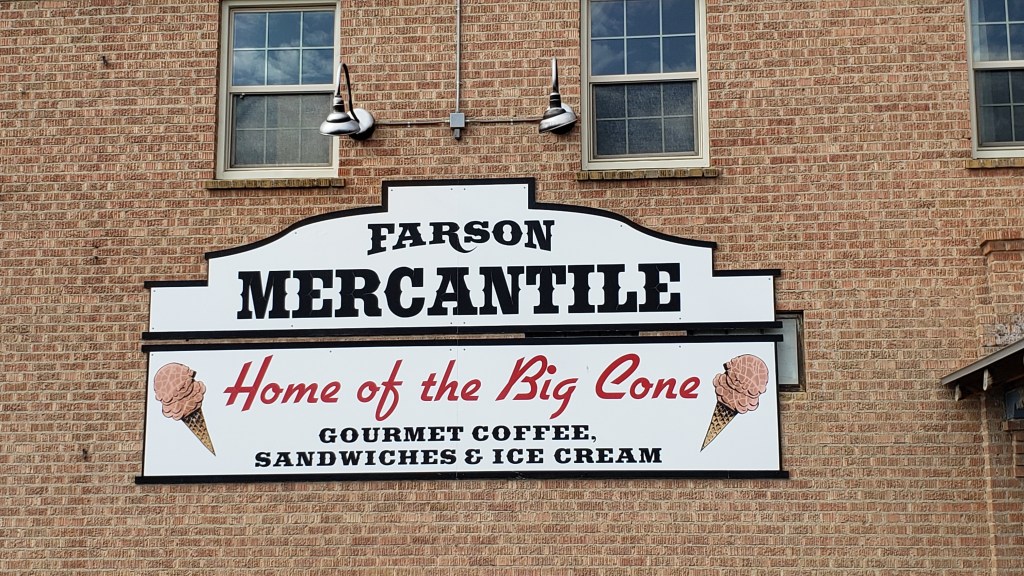 FARSON
MERCANTILE
Home of the Big Cone
GOURMET COFFEE,
SANDWICHES & ICE CREAM